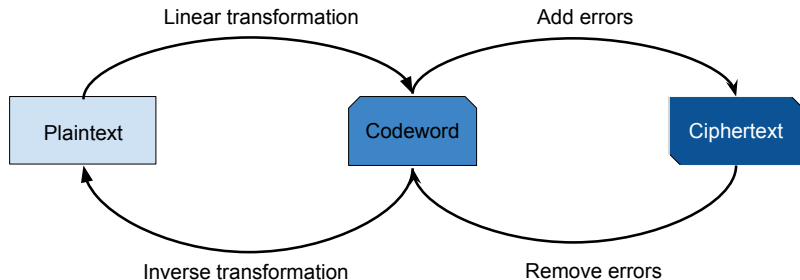 Linear transformation
Add errors
Plaintext
Codeword
Ciphertext
Inverse transformation
Remove errors